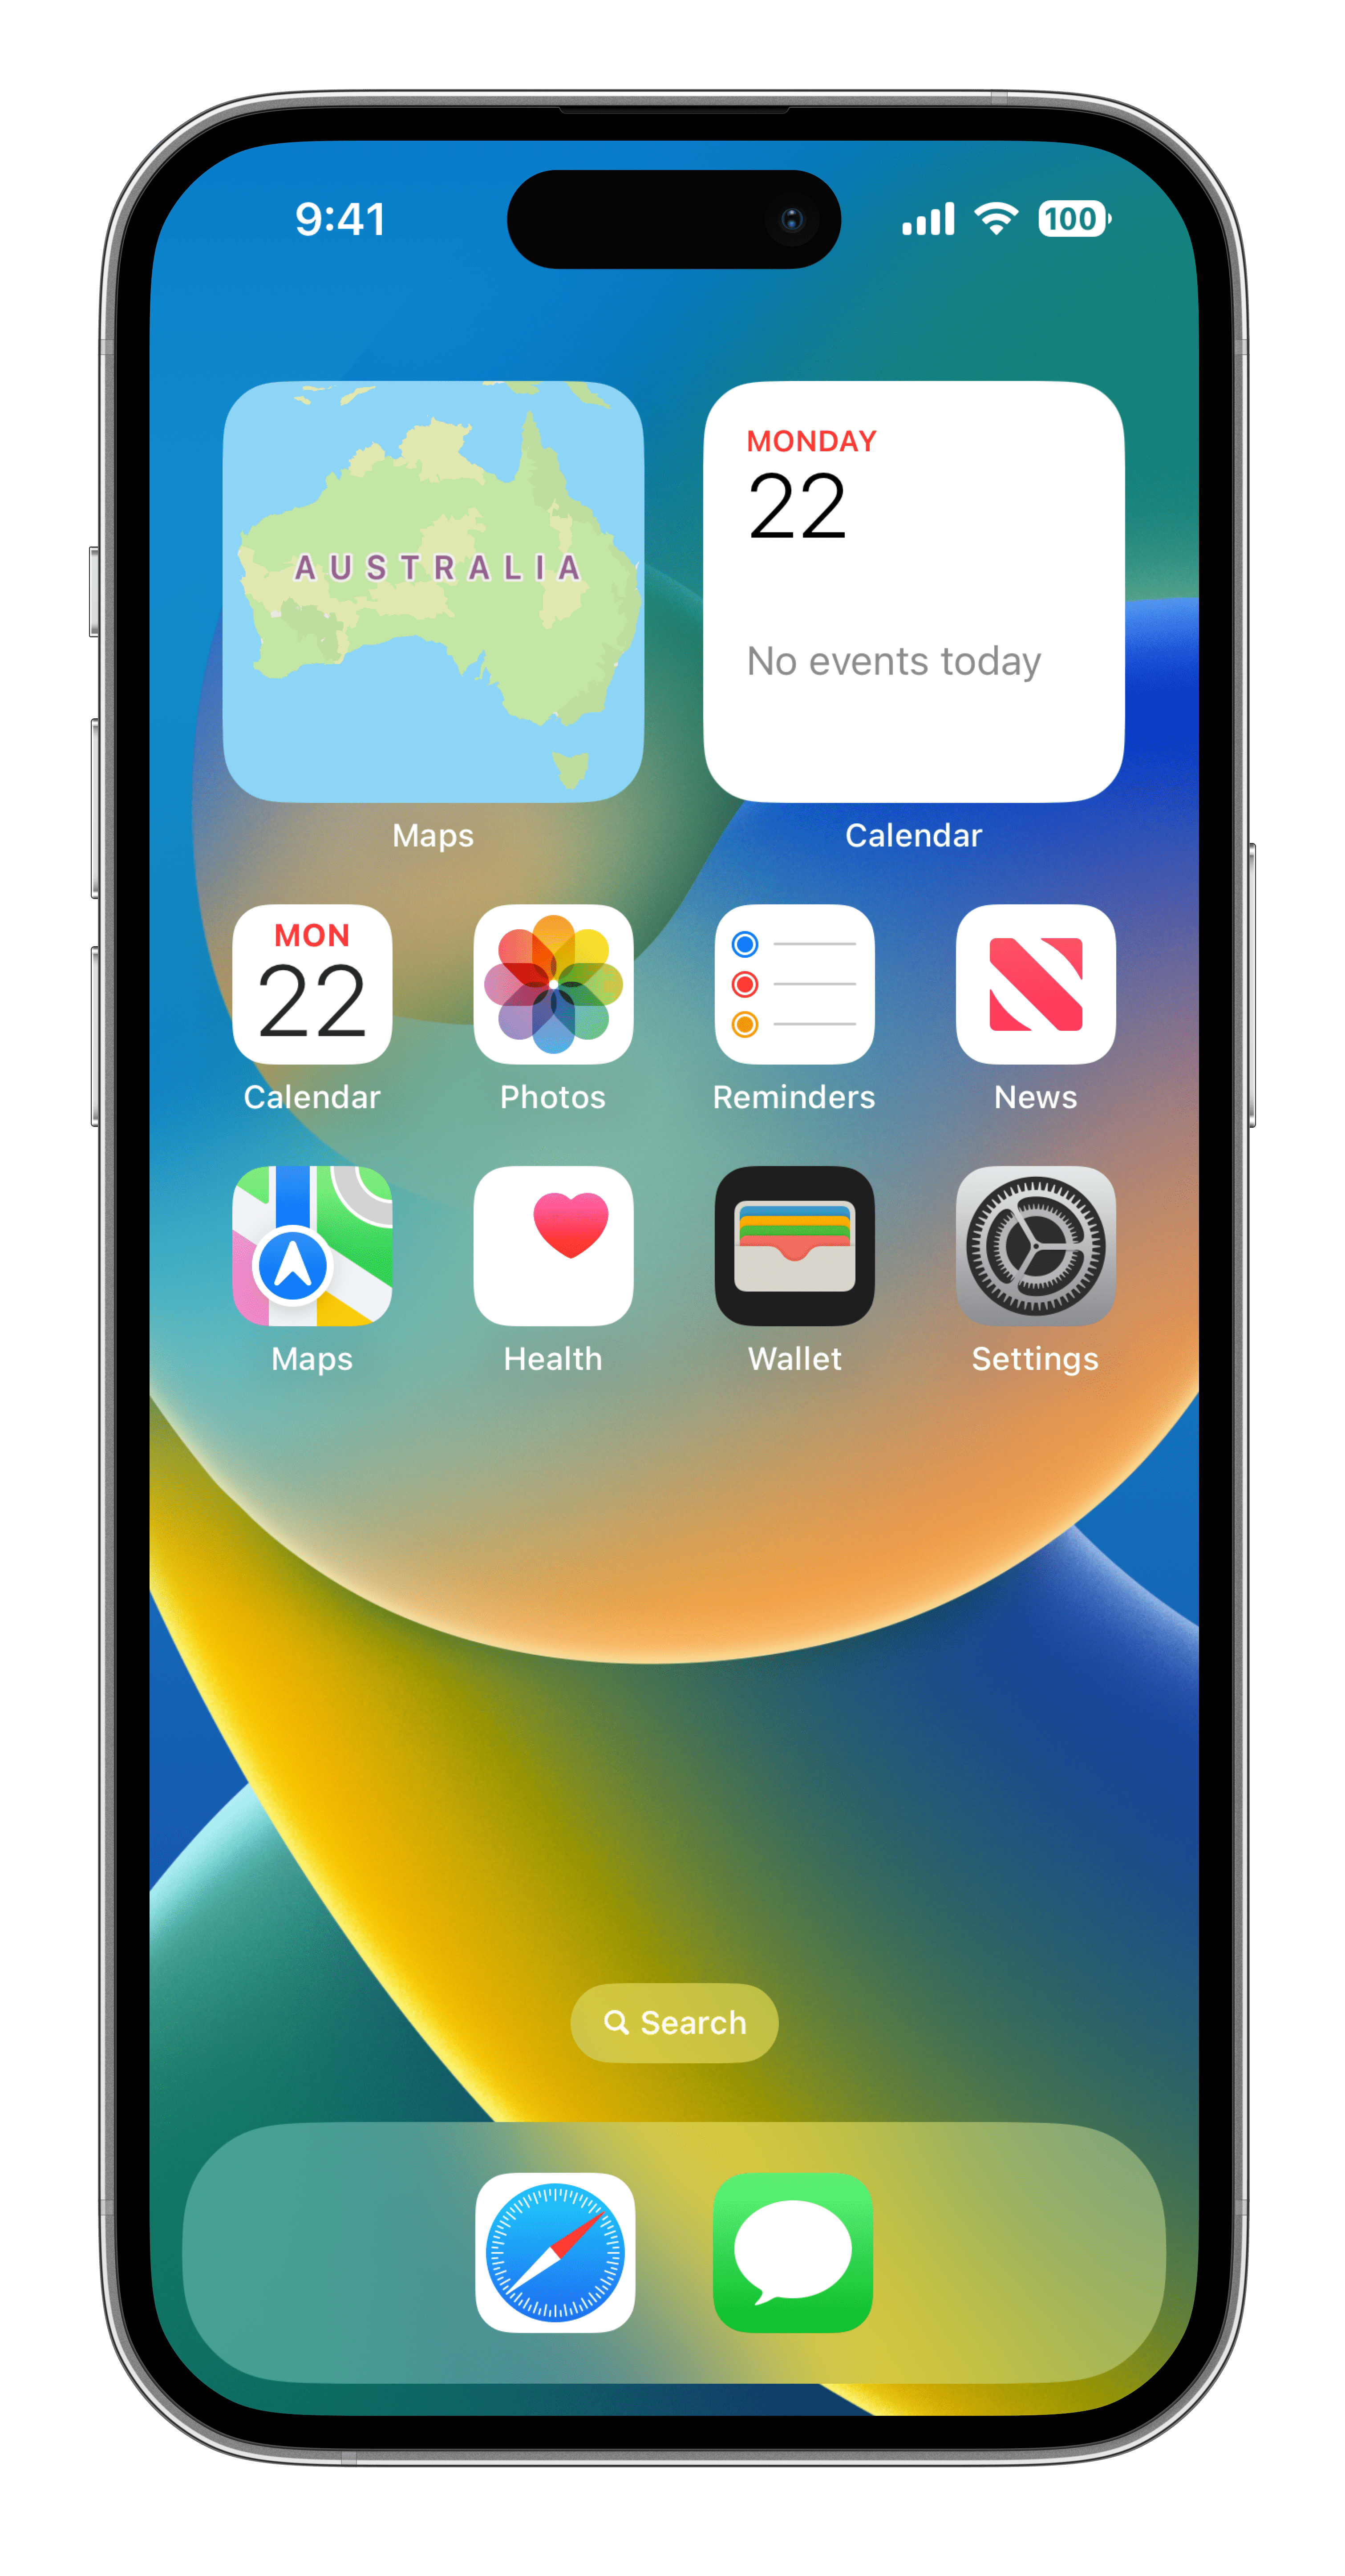 9:41
100
AUSTRALIA
Maps
MONDAY
22
No events today
Calendar
MON
22
Calendar
Photos
Reminders
News
Maps
Health
Wallet
Settings
Search